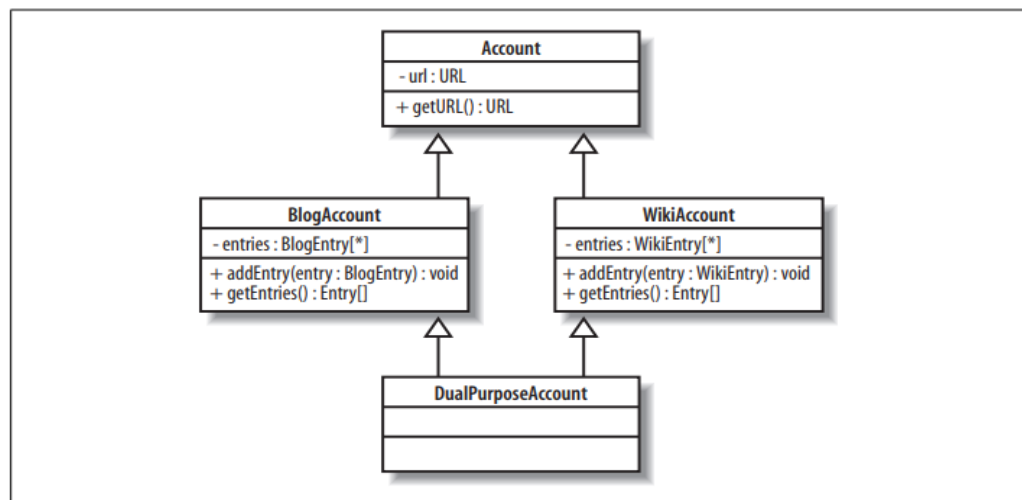 Account
- url : URL
+ getURL() : URL
BlogAccount
- entries : BlogEntry[*]
+ addEntry(entry : BlogEntry) : void
+ getEntries() : Entry[]
WikiAccount
- entries : WikiEntry[*]
+ addEntry(entry : WikiEntry) : void
+ getEntries() : Entry[]
DualPurposeAccount